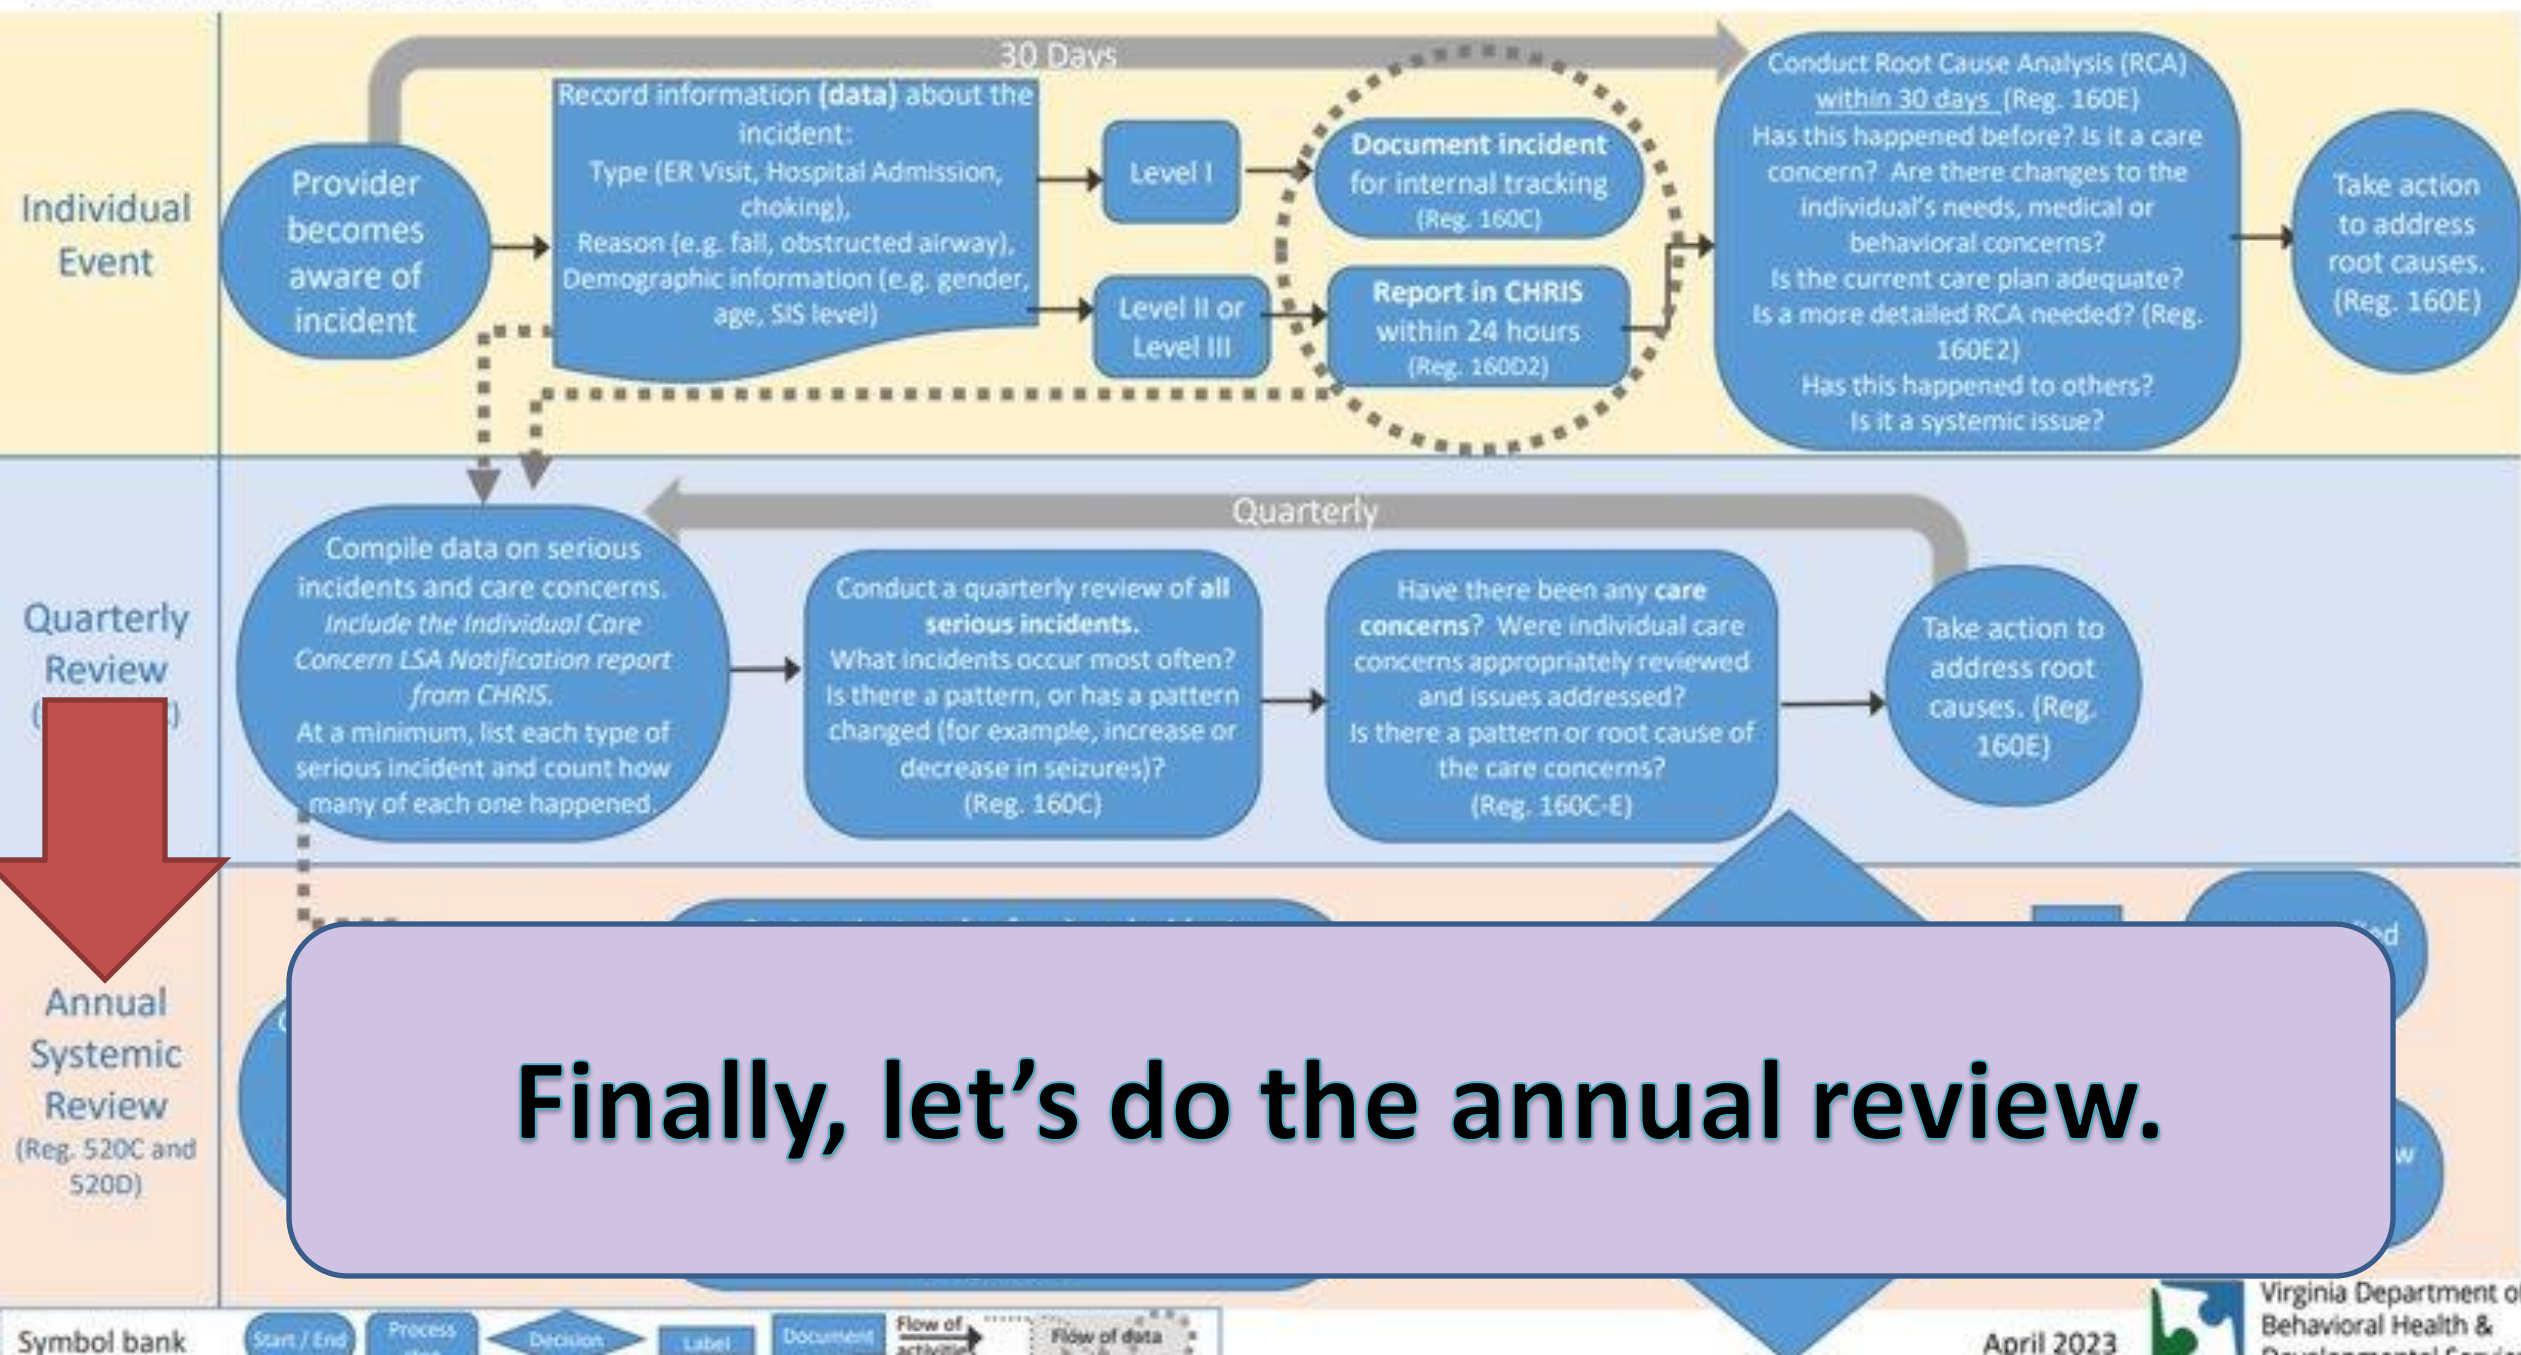 30 Days
Individual
Event
Provider
becomes
aware of
incident
Record information (data) about the
incident:
Type (ER Visit, Hospital Admission,
choking),
Reason (e.g. fall, obstructed airway),
Demographic information (e.g. gender,
age, SIS level)
Level I
Level II or
Level III
Document incident
for internal tracking
(Reg. 160C)
Report in CHRIS
within 24 hours
(Reg. 160D2)
Conduct Root Cause Analysis (RCA)
within 30 days (Reg. 160E)
Has this happened before? Is it a care
concern? Are there changes to the
individual's needs, medical or
behavioral concerns?
Is the current care plan adequate?
Is a more detailed RCA needed? (Reg.
160E2)
Has this happened to others?
Is it a systemic issue?
Take action
to address
root causes.
(Reg. 160E)
Quarterly
Quarterly
Review
Compile data on serious
incidents and care concerns.
Include the Individual Care
Concern LSA Notification report
from CHRIS.
At a minimum, list each type of
serious incident and count how
many of each one happened.
Conduct a quarterly review of all
serious incidents.
What incidents occur most often?
Is there a pattern, or has a pattern
changed (for example, increase or
decrease in seizures)?
(Reg. 160C)
Have there been any care
concerns? Were individual care
concerns appropriately reviewed
and issues addressed?
Is there a pattern or root cause of
the care concerns?
(Reg. 160C-E)
Take action to
address root
causes. (Reg.
160E)
Annual
Systemic
Review
(Reg. 520C and
520D)
Finally, let’s do the annual review.
Symbol bank
Start / End
Process
Decision
Label
Document
Flow of
Flow of data
April 2023
Virginia Department of
Behavioral Health &